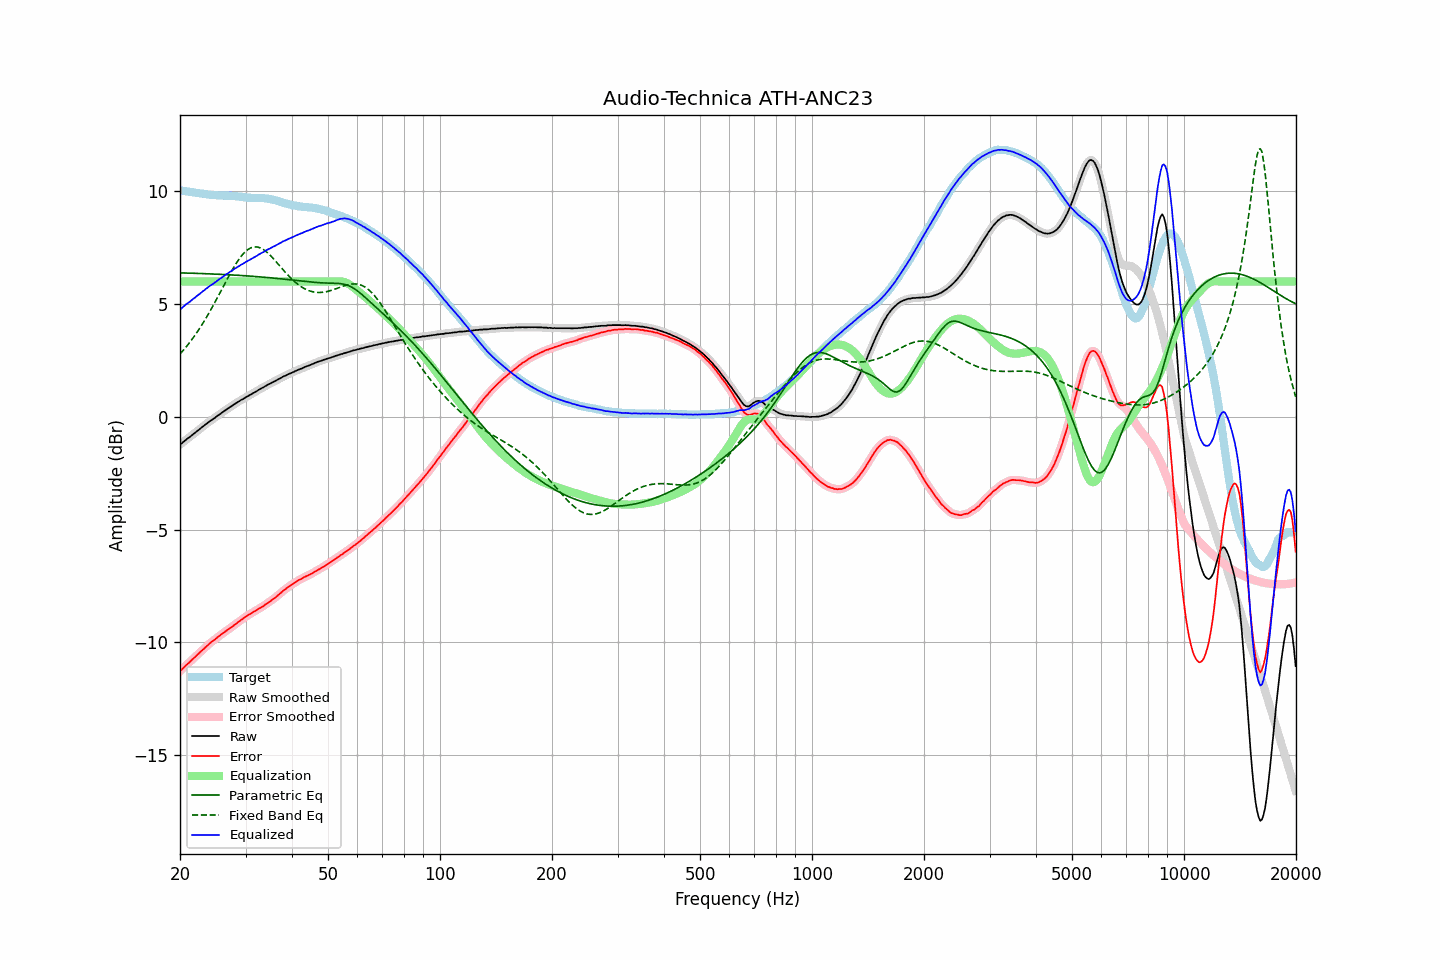 Audio-Technica ATH-ANC23
Amplitude (dBr)
10
5
0
−5
−10
−15
Target
Raw Smoothed
Error Smoothed
Raw
Error
Equalization
Parametric Eq
Fixed Band Eq
Equalized
20 50 100 200 500 1000 2000 5000 10000 20000
Frequency (Hz)